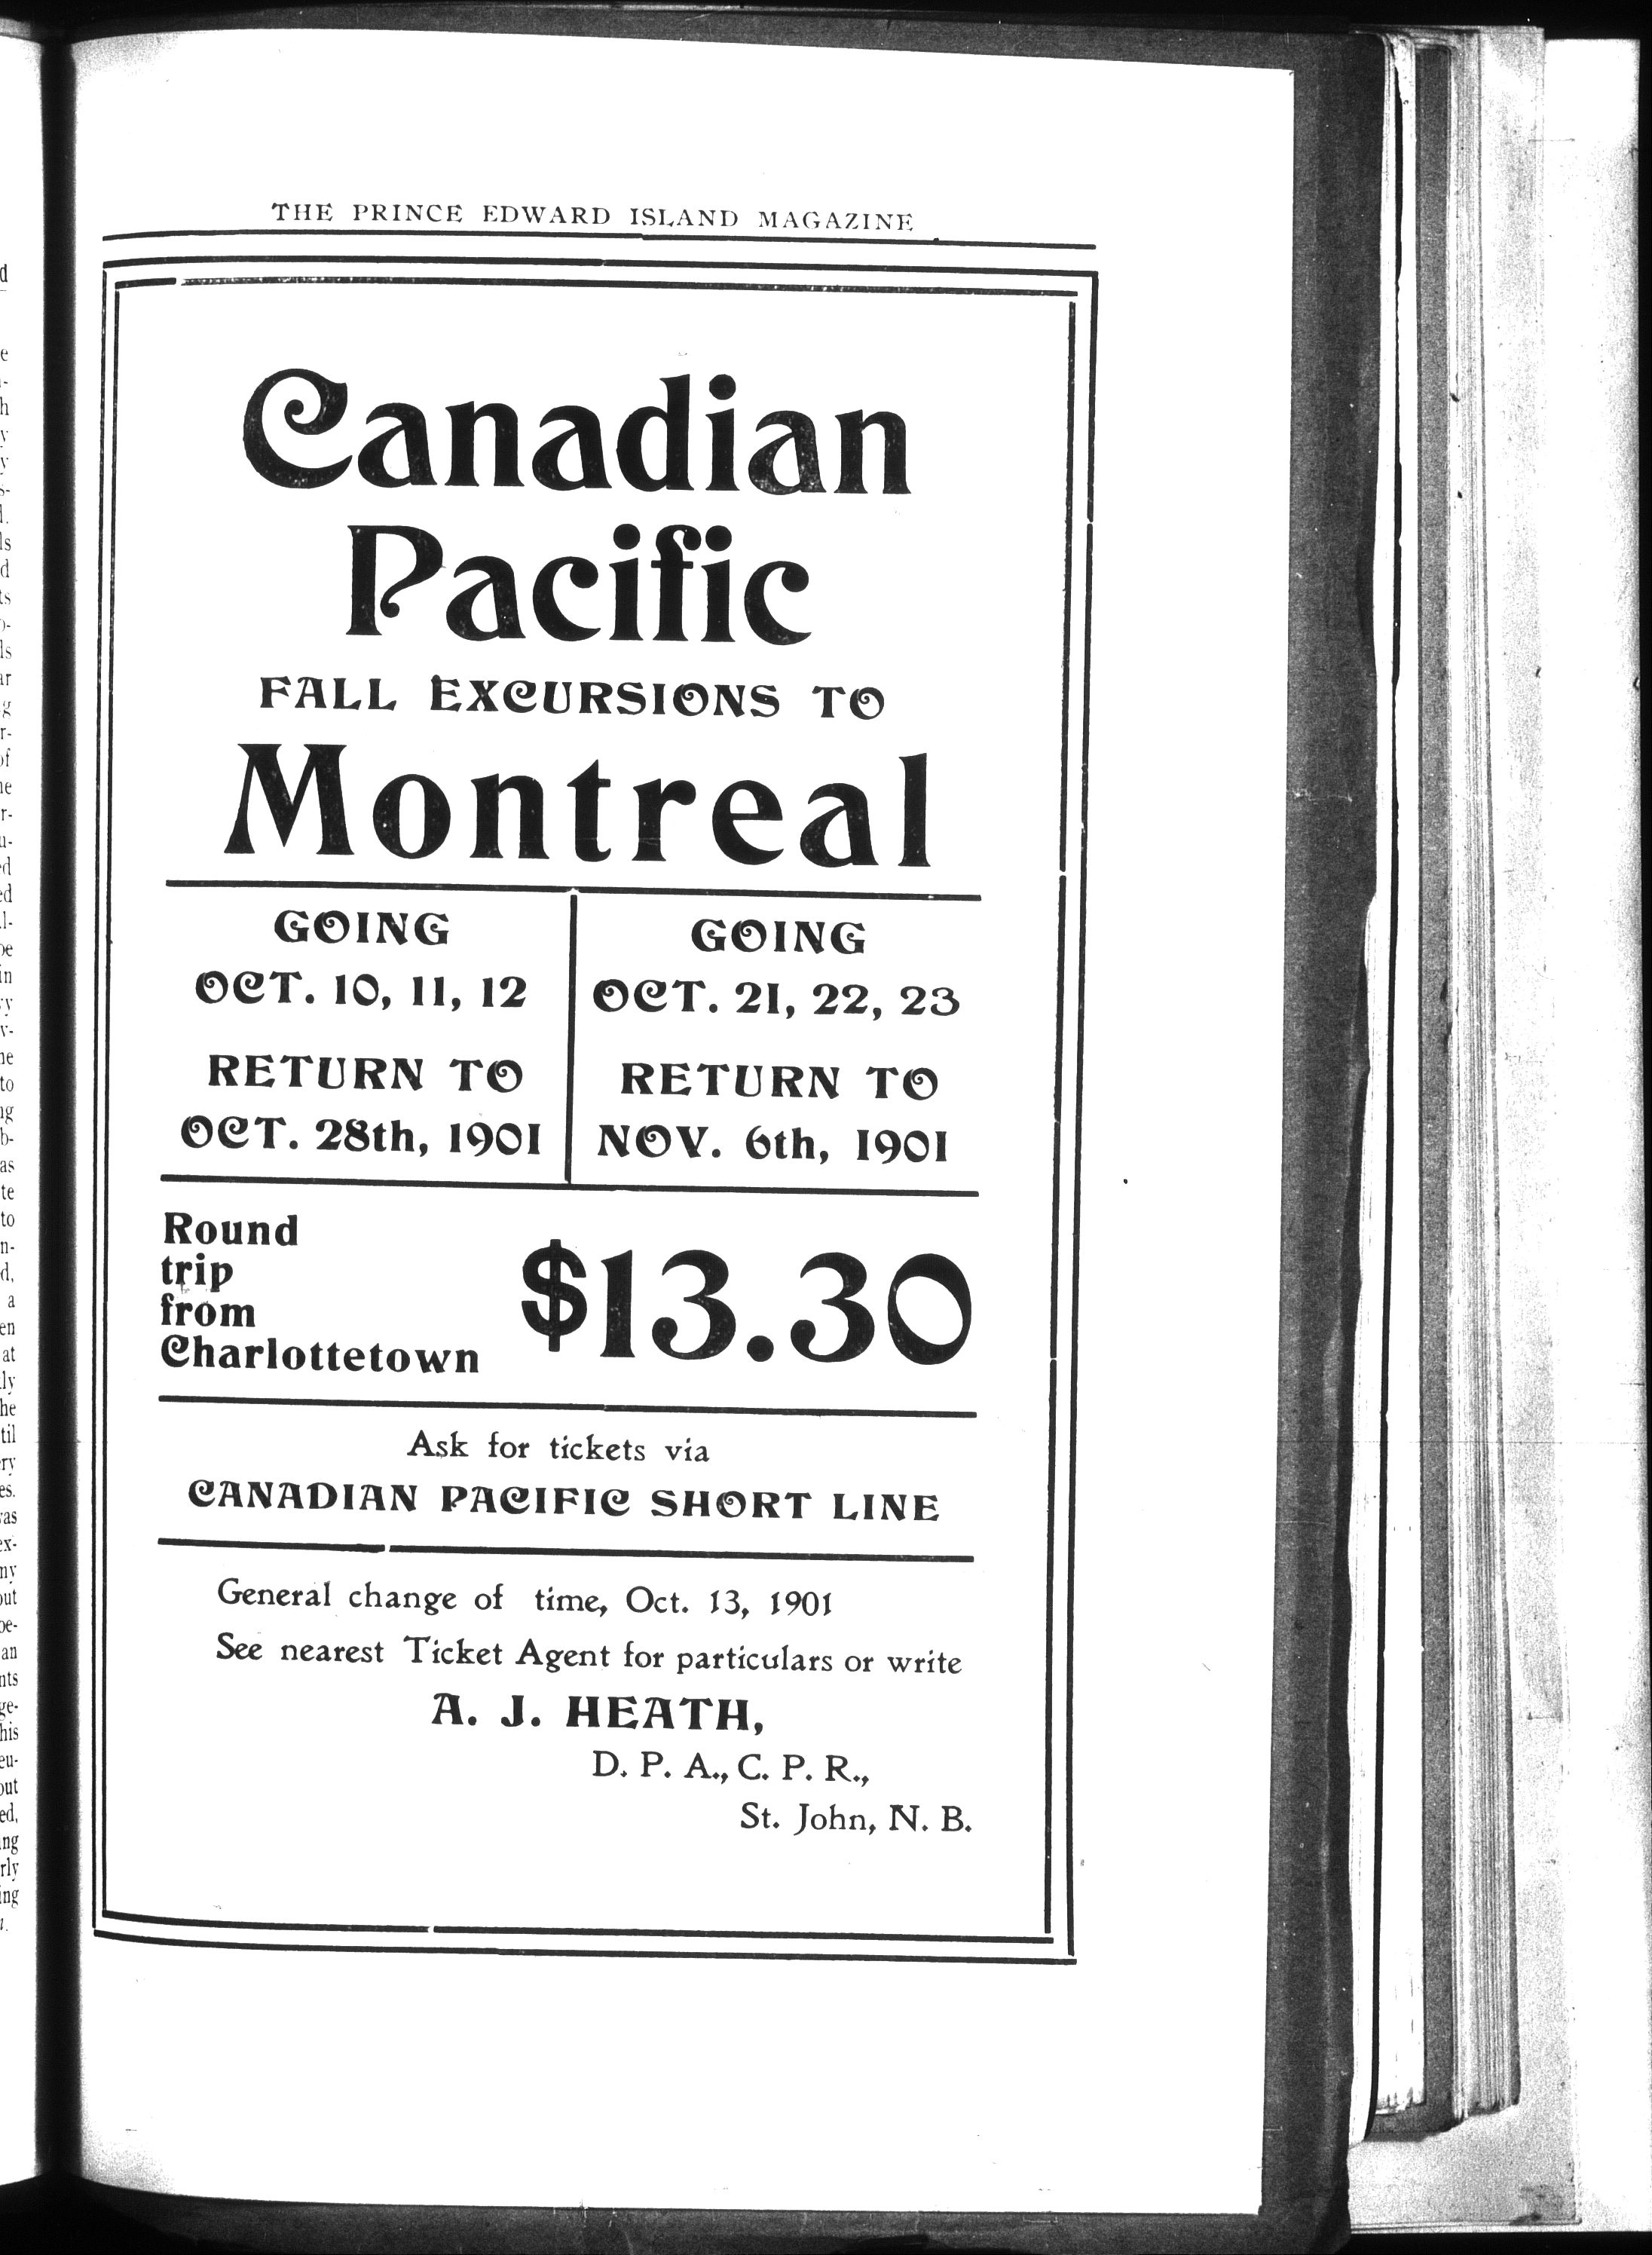 THE PRINCE EDWARD ISLAND MAGAZINE
Canadian
Pacific
FALL EXCURSIONS TO
Montreal
GOING
OCT. 10, 11, 12
RETURN TO
OCT. 28th, 1901
GOING
OCT. 21, 22, 23
RETURN TO
NOV. 6th, 1901
Round
trip
from
Charlottetown
$13.30
Ask for tickets via
CANADIAN PACIFIC SHORT LINE
General change of time, Oct. 13, 1901
See nearest Ticket Agent for particulars or write
A. J. HEATH,
D. P. A., C. P. R.,
St. John, N. B.